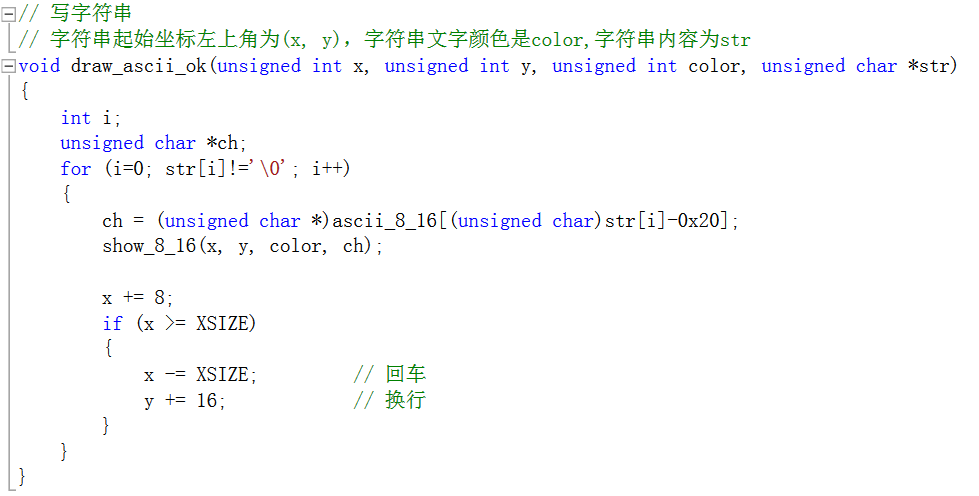 // 写字符串
// 字符串起始坐标左上角为(x, y)，字符串文字颜色是color,字符串内容为str
void draw_ascii_ok(unsigned int x, unsigned int y, unsigned int color, unsigned char *str)
{
    int i;
    unsigned char *ch;
    for (i=0; str[i]!='\0'; i++)
    {
        ch = (unsigned char *)ascii_8_16[(unsigned char)str[i]-0x20];
        show_8_16(x, y, color, ch);
        x += 8;
        if (x >= XSIZE)
        {
            x -= XSIZE;         // 回车
            y += 16;            // 换行
        }
    }
}